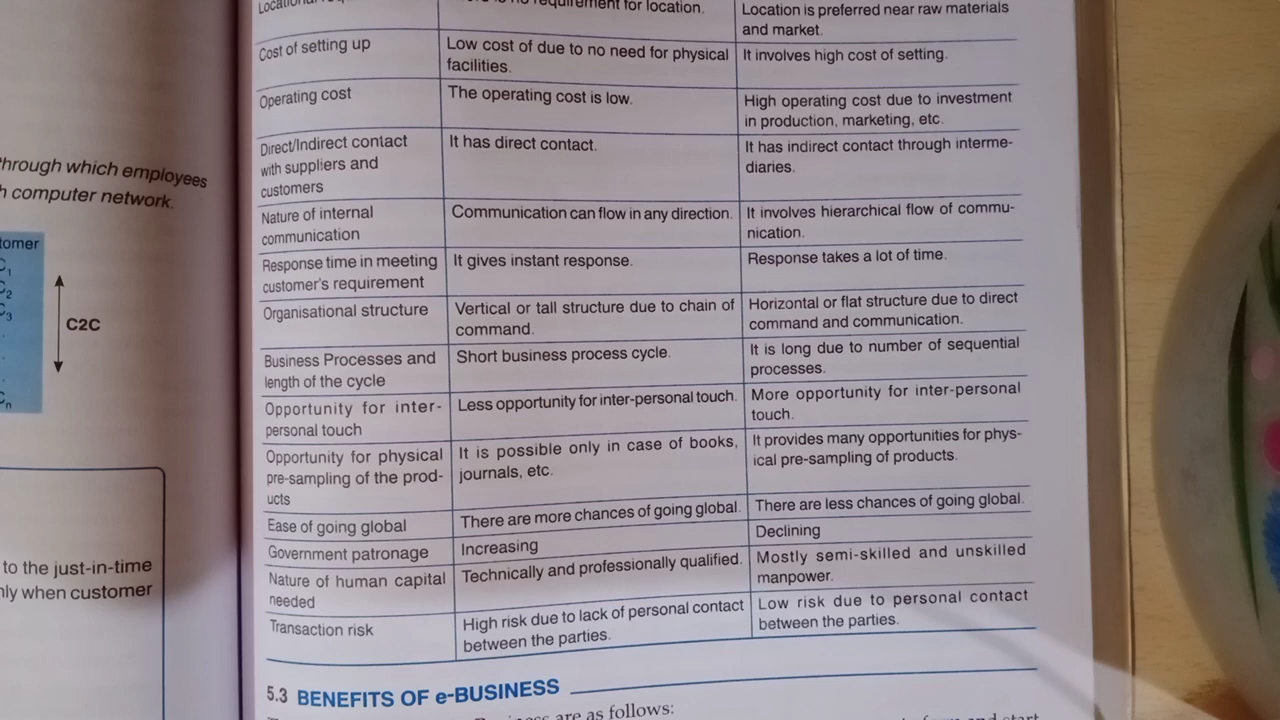 through which employees
h computer network.
tomer
C1
C2
C3
C2C
Cn
to the just-in-time
nly when customer
requirement for location.
Location is preferred near raw materials
and market.
Cost of setting up
Low cost of due to no need for physical
facilities.
It involves high cost of setting.
Operating cost
The operating cost is low.
High operating cost due to investment
in production, marketing, etc.
Direct/Indirect contact
with suppliers and
customers
It has direct contact.
It has indirect contact through interme-
diaries.
Nature of internal
communication
Communication can flow in any direction.
It involves hierarchical flow of commu-
nication.
Response time in meeting
customer's requirement
It gives instant response.
Response takes a lot of time.
Organisational structure
Vertical or tall structure due to chain of
command.
Horizontal or flat structure due to direct
command and communication.
Business Processes and
length of the cycle
Short business process cycle.
It is long due to number of sequential
processes.
Opportunity for inter-
personal touch
Less opportunity for inter-personal touch.
More opportunity for inter-personal
touch.
Opportunity for physical
pre-sampling of the prod-
ucts
It is possible only in case of books,
journals, etc.
It provides many opportunities for phys-
ical pre-sampling of products.
Ease of going global
There are more chances of going global.
There are less chances of going global.
Government patronage
Increasing
Declining
Nature of human capital
needed
Technically and professionally qualified.
Mostly semi-skilled and unskilled
manpower.
Transaction risk
High risk due to lack of personal contact
between the parties.
Low risk due to personal contact
between the parties.
5.3 BENEFITS OF e-BUSINESS
are as follows:
and start